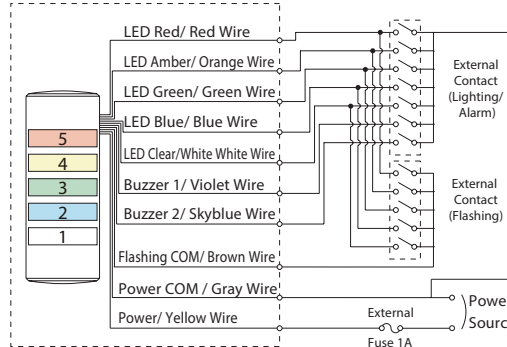 LED Red/ Red Wire
LED Amber/ Orange Wire
LED Green/ Green Wire
LED Blue/ Blue Wire
LED Clear/White White Wire
Buzzer 1/ Violet Wire
Buzzer 2/ Skyblue Wire
Flashing COM/ Brown Wire
Power COM / Gray Wire
Power/ Yellow Wire
5
4
3
2
1
External
Contact
(Lighting/
Alarm)
External
Contact
(Flashing)
External
Fuse 1A
Powe
Sourc